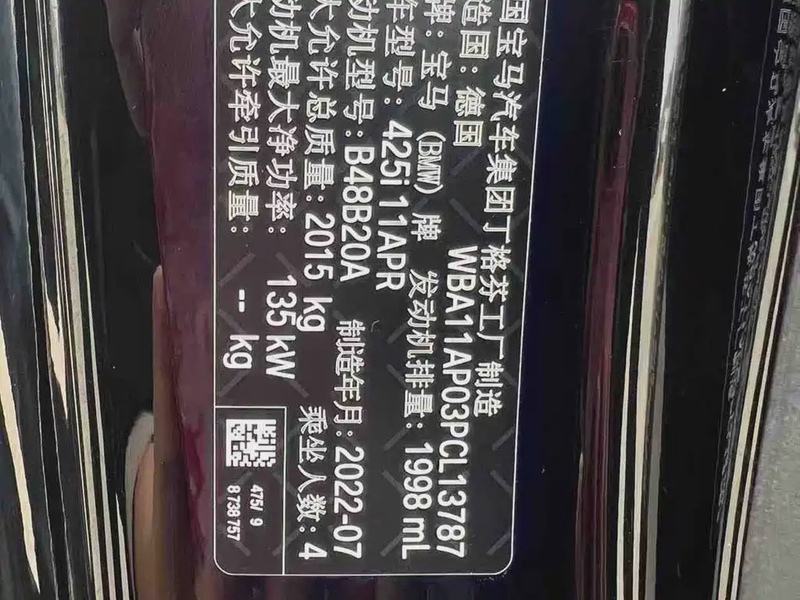 国宝马汽车集团丁格芬工厂制造
造国：德国 WBA11AP03PCL13787
牌：宝马 (BMW) 牌 发动机排量：1998 mL
车型号：425i 11APR
动机型号：B48B20A 制造年月：2022-07
大允许总质量：2015 kg 乘坐人数：4
动机最大净功率：135 kW
大允许牵引质量：-- kg
475/ 9
8 738 757